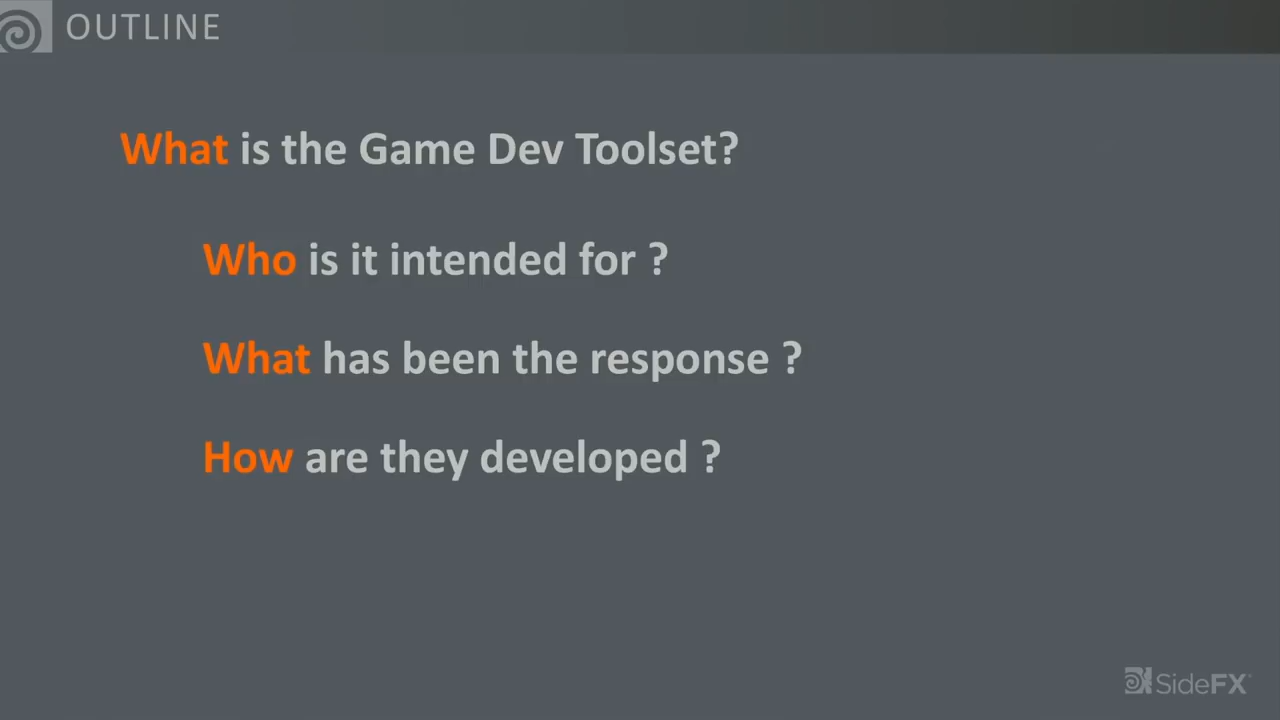 OUTLINE
What is the Game Dev Toolset?
Who is it intended for ?
What has been the response ?
How are they developed ?
SideFX